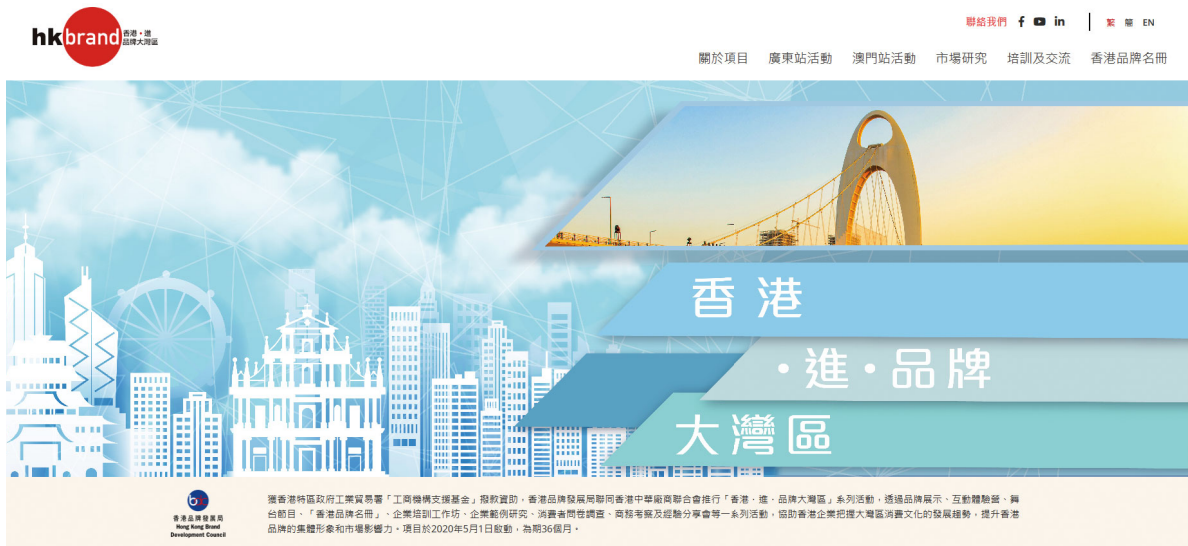 hkbrand 香港・進
品牌大灣區
聯絡我們 繁 簡 EN
關於項目 廣東站活動 澳門站活動 市場研究 培訓及交流 香港品牌名冊
香港
・進・品牌
大灣區
香港品牌發展局
Hong Kong Brand
Development Council
獲香港特區政府工業貿易署「工商機構支援基金」撥款資助，香港品牌發展局聯同香港中華廠商聯合會推行「香港．進．品牌大灣區」系列活動，透過品牌展示、互動體驗營、舞
台節目、「香港品牌名冊」、企業培訓工作坊、企業範例研究、消費者問卷調查、商務考察及經驗分享會等一系列活動，協助香港企業把握大灣區消費文化的發展趨勢，提升香港
品牌的集體形象和市場影響力。項目於2020年5月1日啟動，為期36個月。